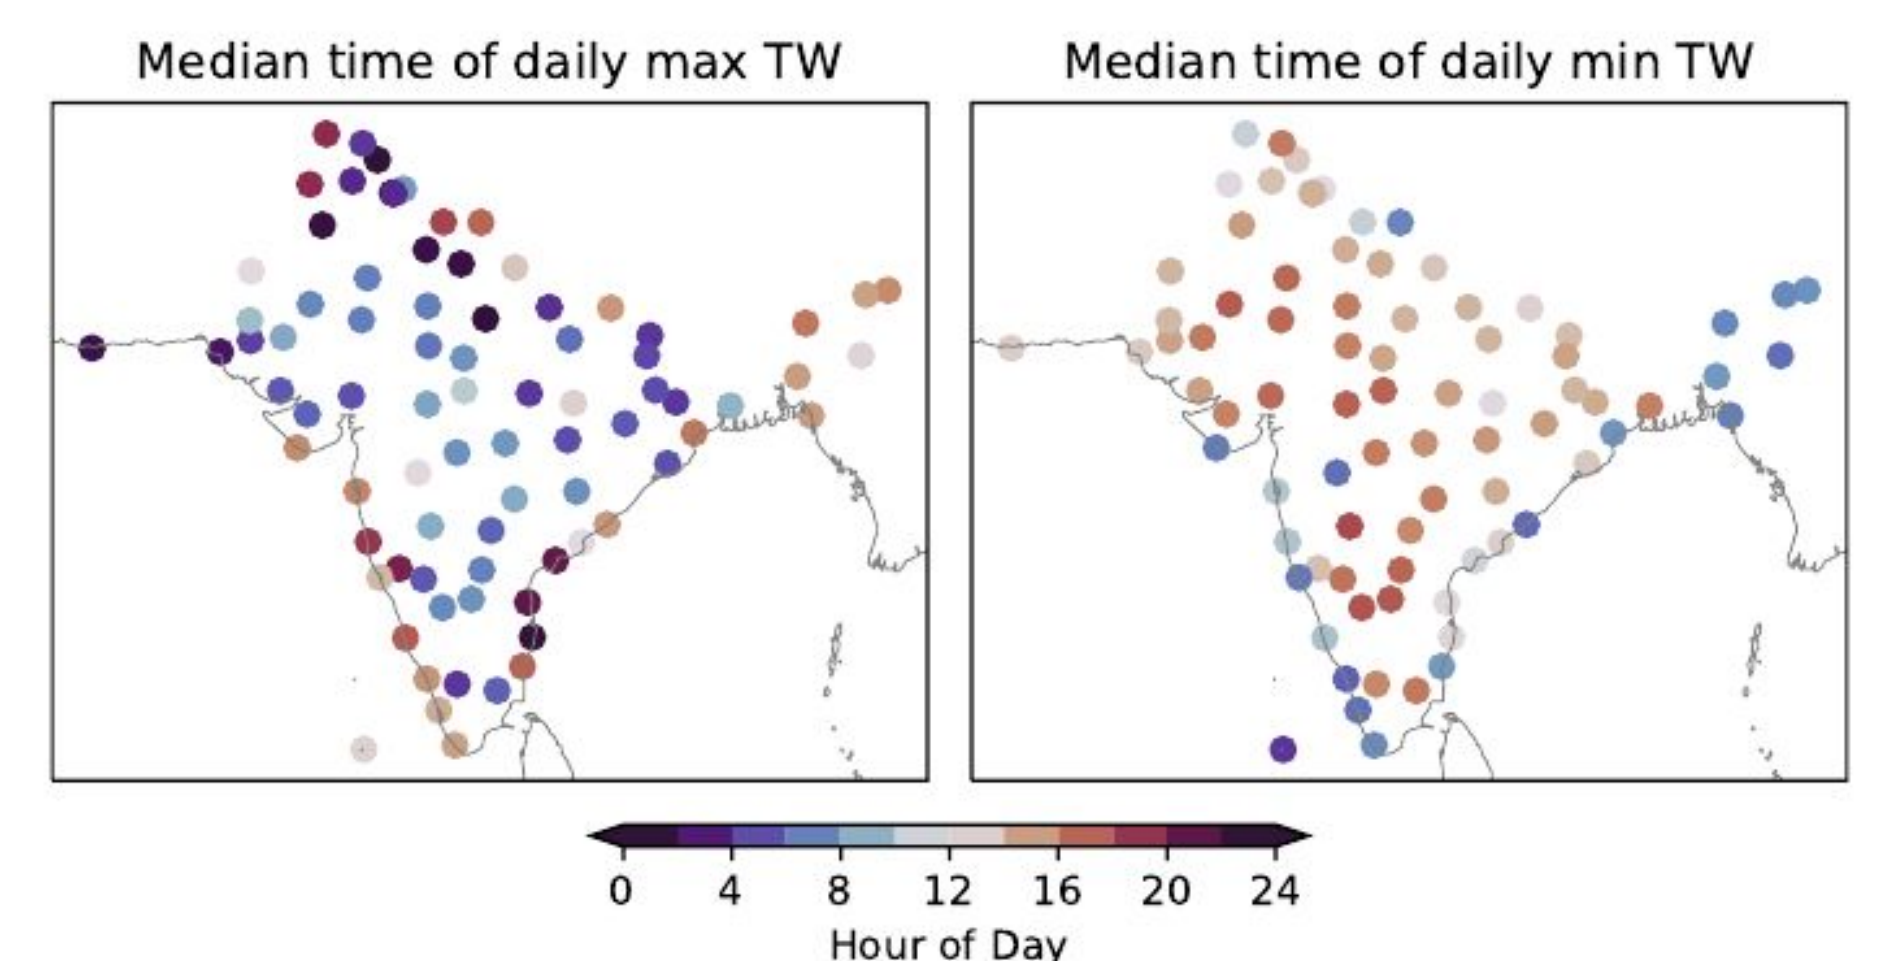 Median time of daily max TW
Median time of daily min TW
0 4 8 12 16 20 24
Hour of Day